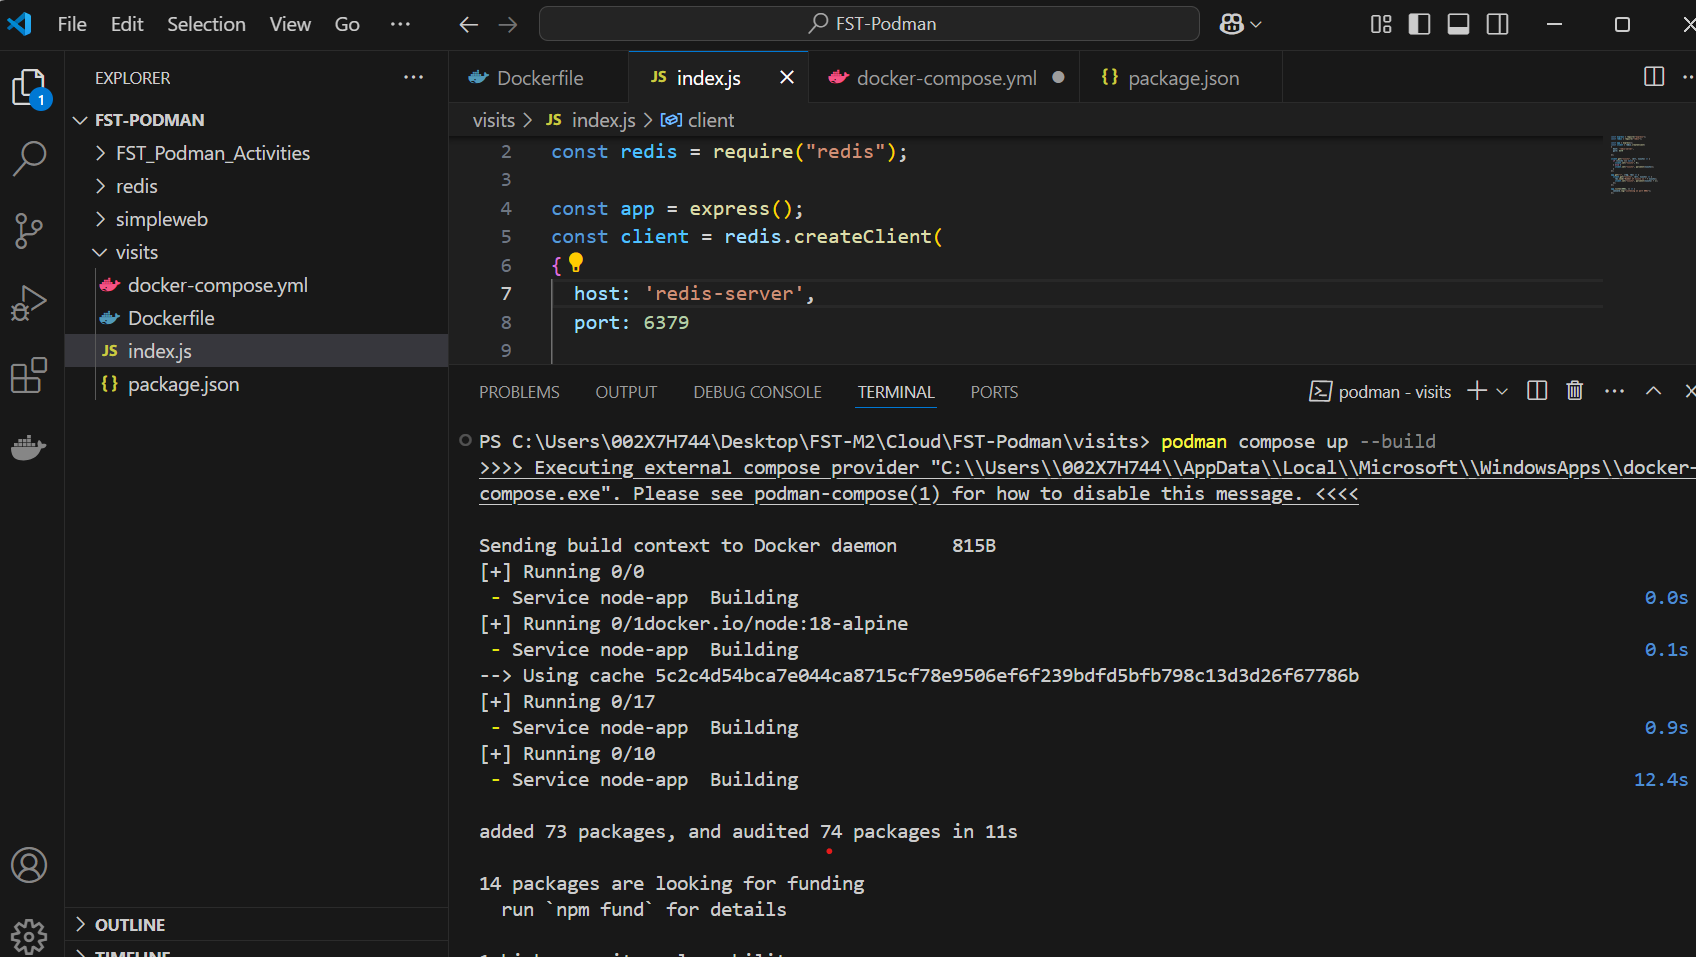 File Edit Selection View Go ···
FST-Podman
EXPLORER ···
1
FST-PODMAN
FST_Podman_Activities
redis
simpleweb
visits
docker-compose.yml
Dockerfile
JS index.js
{} package.json
OUTLINE
TIMELINE
Dockerfile
JS index.js
docker-compose.yml
{} package.json
visits > JS index.js > client
2 const redis = require("redis");
3
4 const app = express();
5 const client = redis.createClient(
6 {
7 host: 'redis-server',
8 port: 6379
9
PROBLEMS OUTPUT DEBUG CONSOLE TERMINAL PORTS
podman - visits
PS C:\Users\002X7H744\Desktop\FST-M2\Cloud\FST-Podman\visits> podman compose up --build
>>>> Executing external compose provider "C:\\Users\\002X7H744\\AppData\\Local\\Microsoft\\WindowsApps\\docker-
compose.exe". Please see podman-compose(1) for how to disable this message. <<<<
Sending build context to Docker daemon 815B
[+] Running 0/0
- Service node-app Building 0.0s
[+] Running 0/1docker.io/node:18-alpine
- Service node-app Building 0.1s
--> Using cache 5c2c4d54bca7e044ca8715cf78e9506ef6f239bdfd5bfb798c13d3d26f67786b
[+] Running 0/17
- Service node-app Building 0.9s
[+] Running 0/10
- Service node-app Building 12.4s
added 73 packages, and audited 74 packages in 11s
14 packages are looking for funding
run `npm fund` for details